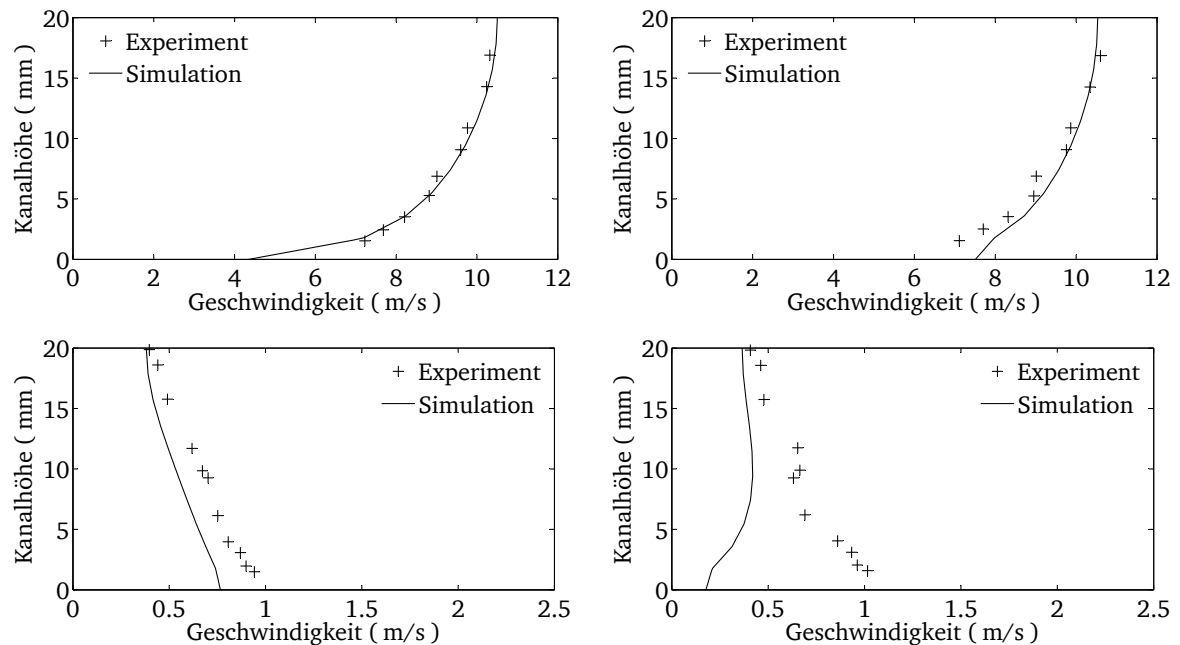 20
15
10
5
0
Kanalhöhe ( mm )
Experiment
Simulation
0 2 4 6 8 10 12
Geschwindigkeit ( m/s )
20
15
10
5
0
Kanalhöhe ( mm )
Experiment
Simulation
0 2 4 6 8 10 12
Geschwindigkeit ( m/s )
20
15
10
5
0
Kanalhöhe ( mm )
Experiment
Simulation
0 0.5 1 1.5 2 2.5
Geschwindigkeit ( m/s )
20
15
10
5
0
Kanalhöhe ( mm )
Experiment
Simulation
0 0.5 1 1.5 2 2.5
Geschwindigkeit ( m/s )